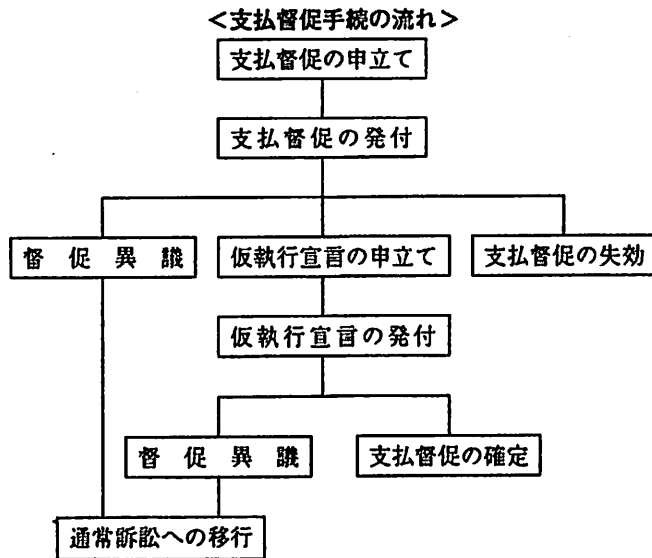 <支払督促手続の流れ>
支払督促の申立て
支払督促の発付
督促異議
仮執行宣言の申立て
支払督促の失効
仮執行宣言の発付
督促異議
支払督促の確定
通常訴訟への移行